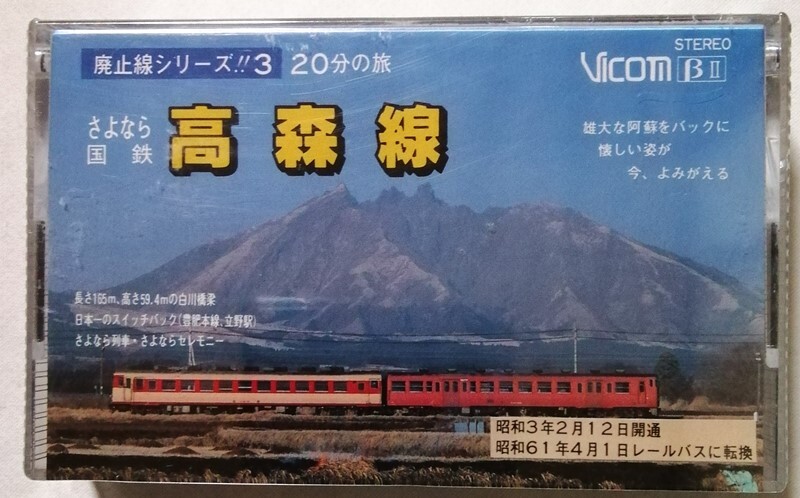 廃止線シリーズ!!3 20分の旅
STEREO
Vicom βⅡ
さよなら
国鉄 高森線
雄大な阿蘇をバックに
懐しい姿が
今、よみがえる
長さ165m、高さ59.4mの白川橋梁
日本一のスイッチバック(豊肥本線、立野駅)
さよなら列車・さよならセレモニー
昭和3年2月12日開通
昭和61年4月1日レールバスに転換